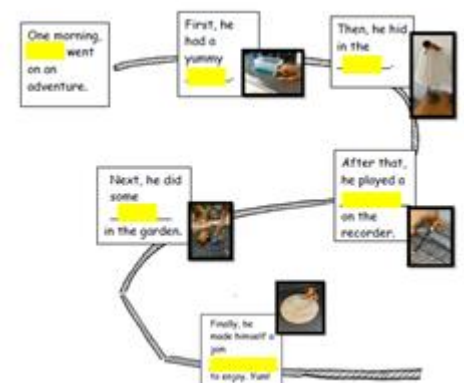 One morning,
went
on an
adventure.
First, he
had a
yummy
.
Then, he hid
in the
.
After that,
he played a
on the
recorder.
Next, he did
some
in the garden.
Finally, he
made himself a
jam
to enjoy. Yum!